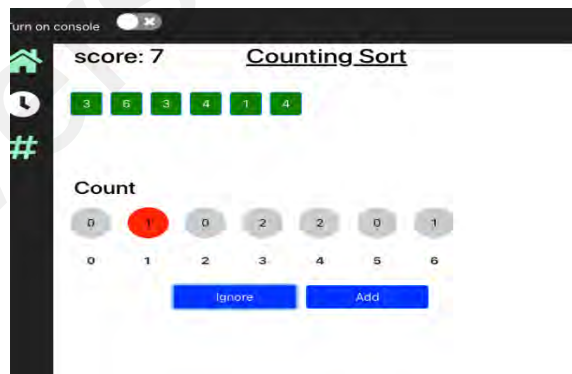 Turn on console
score: 7 Counting Sort
3 6 3 4 1 4
#
Count
0 1 0 2 2 0 1
0 1 2 3 4 5 6
Ignore Add